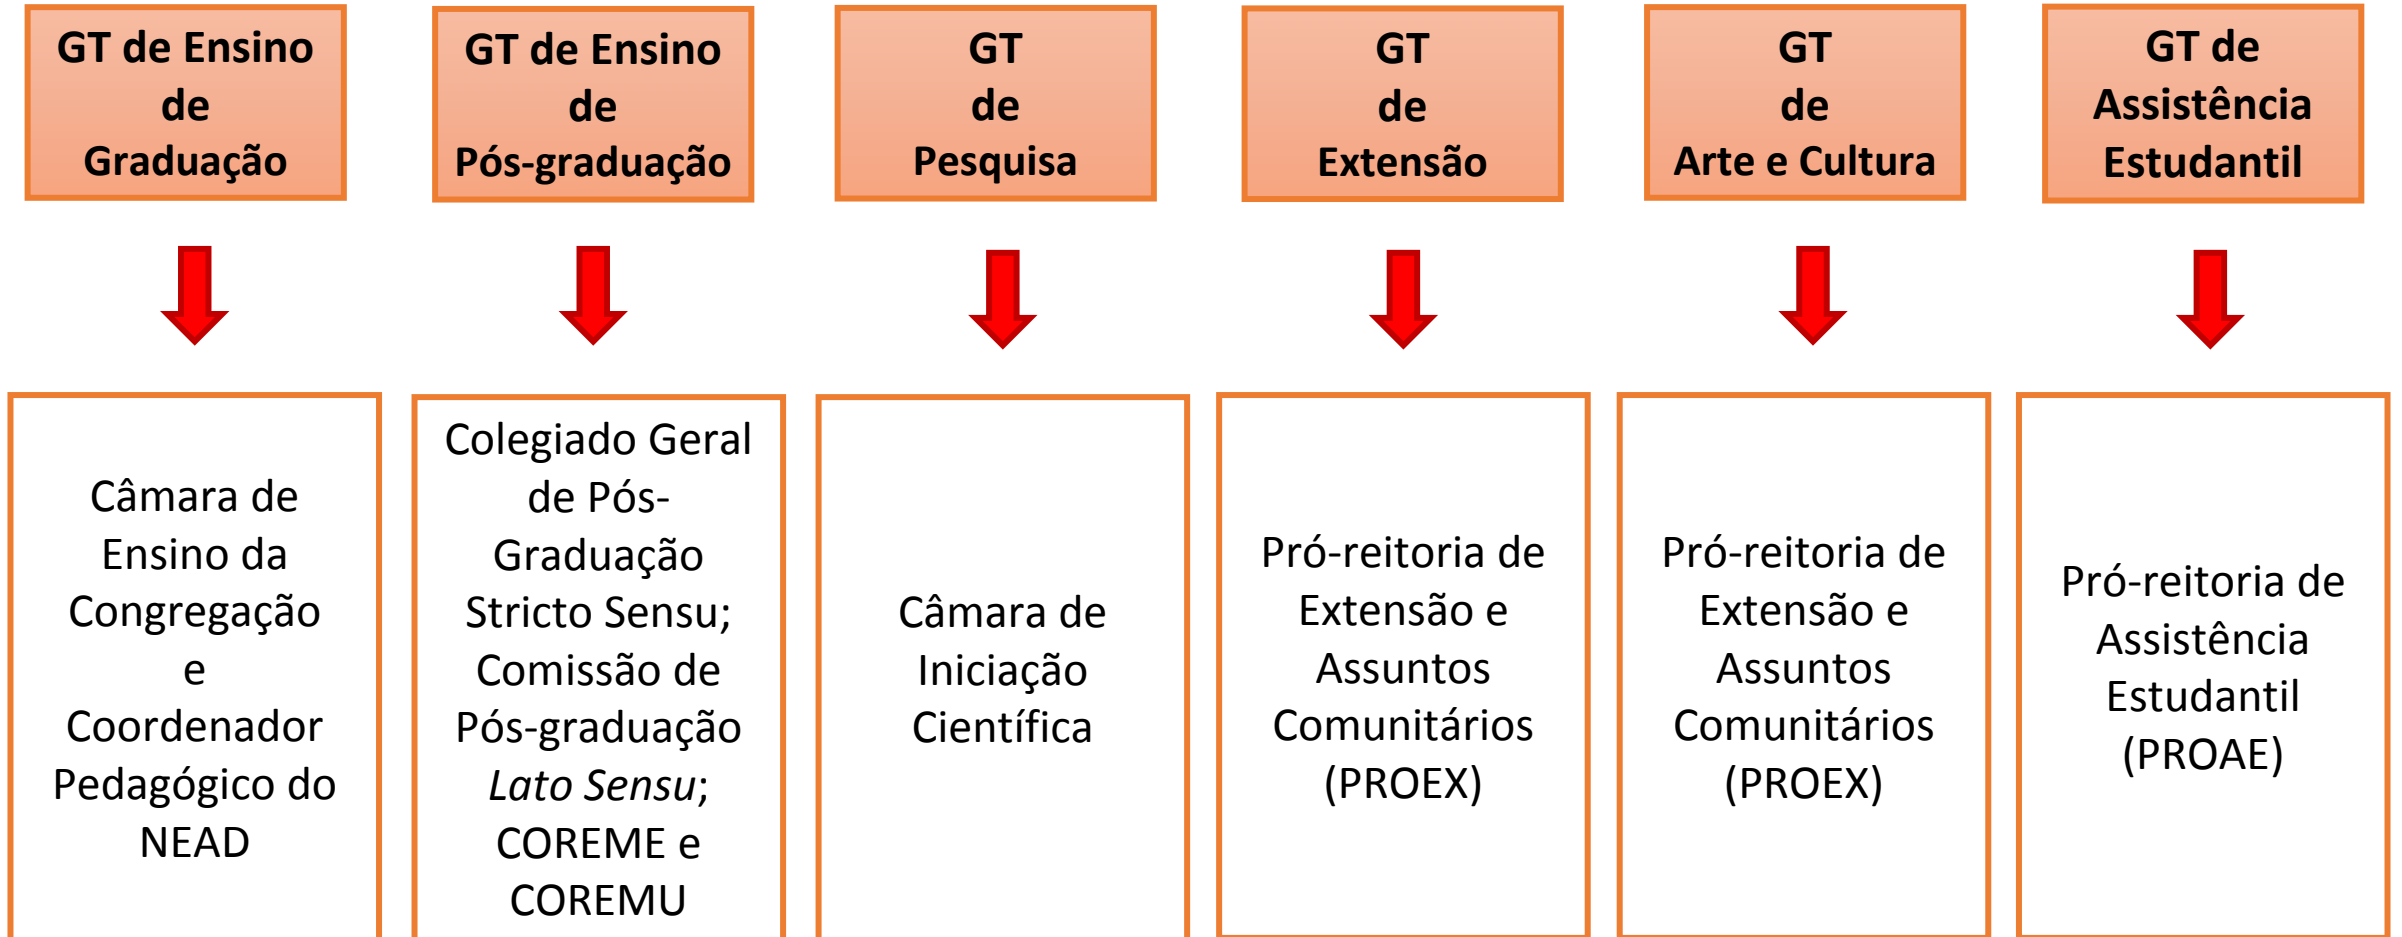 GT de Ensino
de
Graduação
GT de Ensino
de
Pós-graduação
GT
de
Pesquisa
GT
de
Extensão
GT
de
Arte e Cultura
GT de
Assistência
Estudantil
Câmara de
Ensino da
Congregação
e
Coordenador
Pedagógico do
NEAD
Colegiado Geral
de Pós-
Graduação
Stricto Sensu;
Comissão de
Pós-graduação
Lato Sensu;
COREME e
COREMU
Câmara de
Iniciação
Científica
Pró-reitoria de
Extensão e
Assuntos
Comunitários
(PROEX)
Pró-reitoria de
Extensão e
Assuntos
Comunitários
(PROEX)
Pró-reitoria de
Assistência
Estudantil
(PROAE)